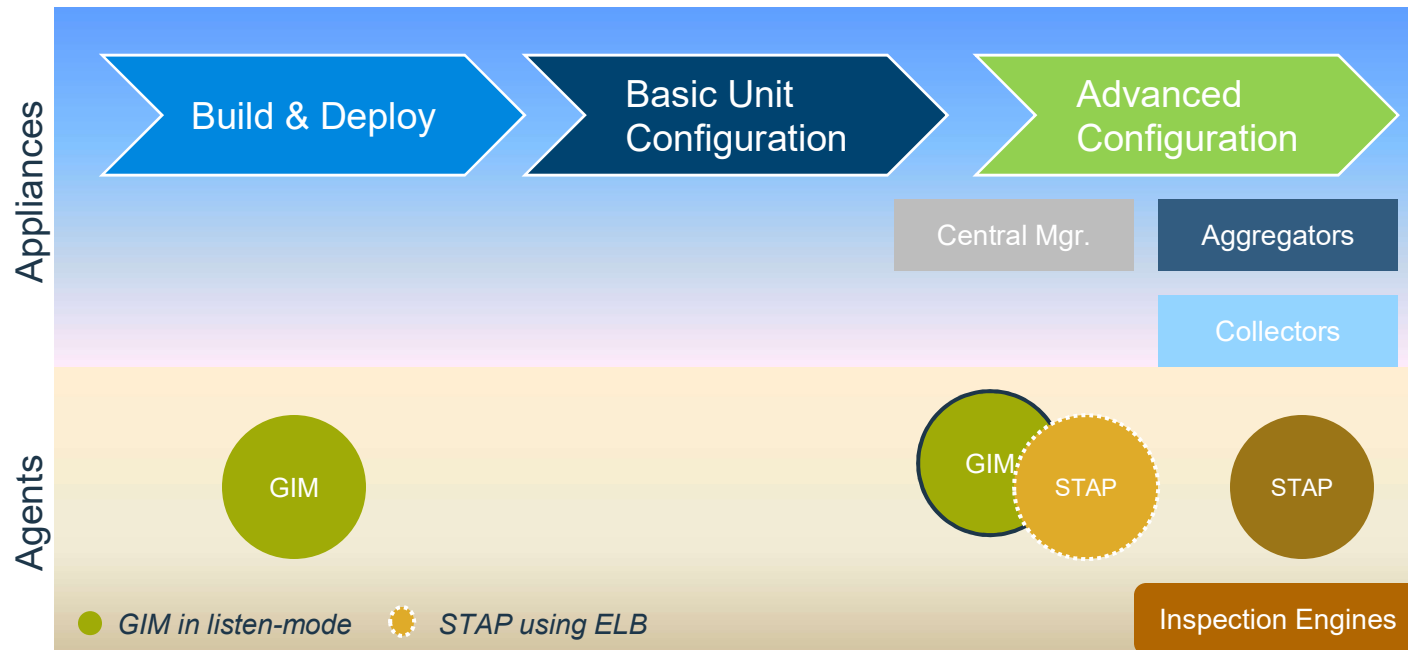 Appliances
Build & Deploy
Basic Unit
Configuration
Advanced
Configuration
Central Mgr.
Aggregators
Collectors
Agents
GIM
GIM
STAP
STAP
GIM in listen-mode
STAP using ELB
Inspection Engines